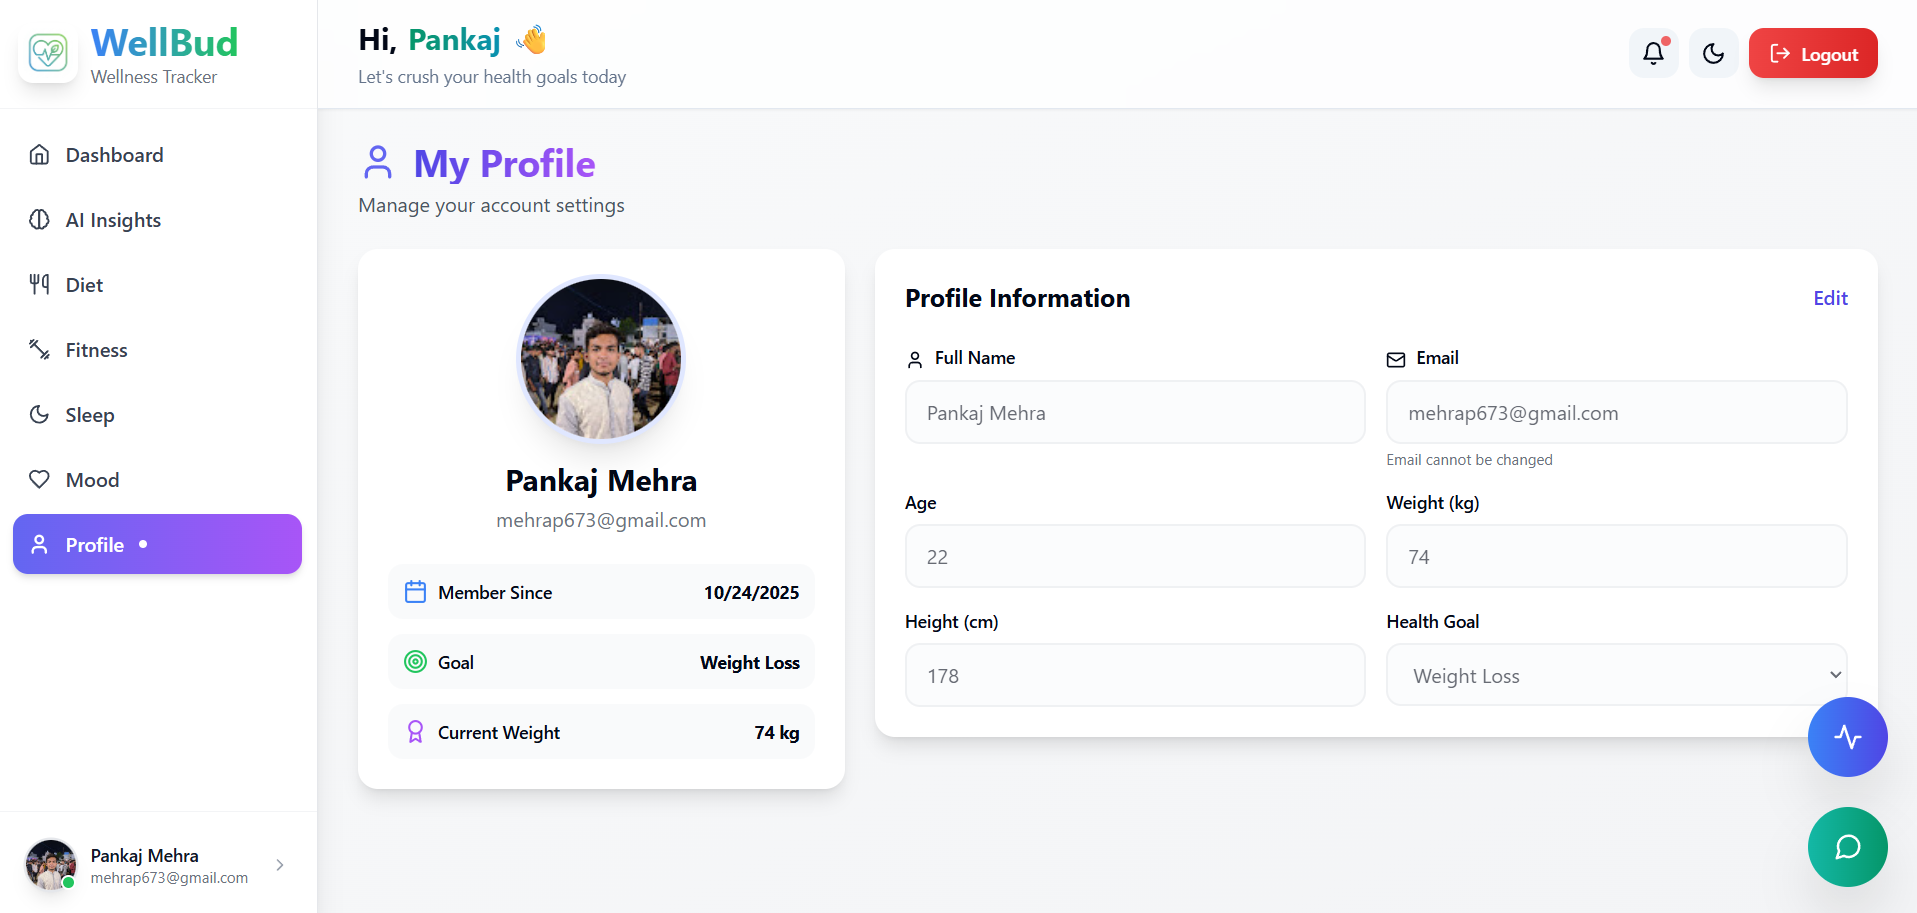 WellBud
Wellness Tracker
Dashboard
AI Insights
Diet
Fitness
Sleep
Mood
Profile
Pankaj Mehra
mehrap673@gmail.com
Hi, Pankaj 👋
Let's crush your health goals today
Logout
My Profile
Manage your account settings
Pankaj Mehra
mehrap673@gmail.com
Member Since 10/24/2025
Goal Weight Loss
Current Weight 74 kg
Profile Information
Edit
Full Name
Pankaj Mehra
Email
mehrap673@gmail.com
Email cannot be changed
Age
22
Weight (kg)
74
Height (cm)
178
Health Goal
Weight Loss